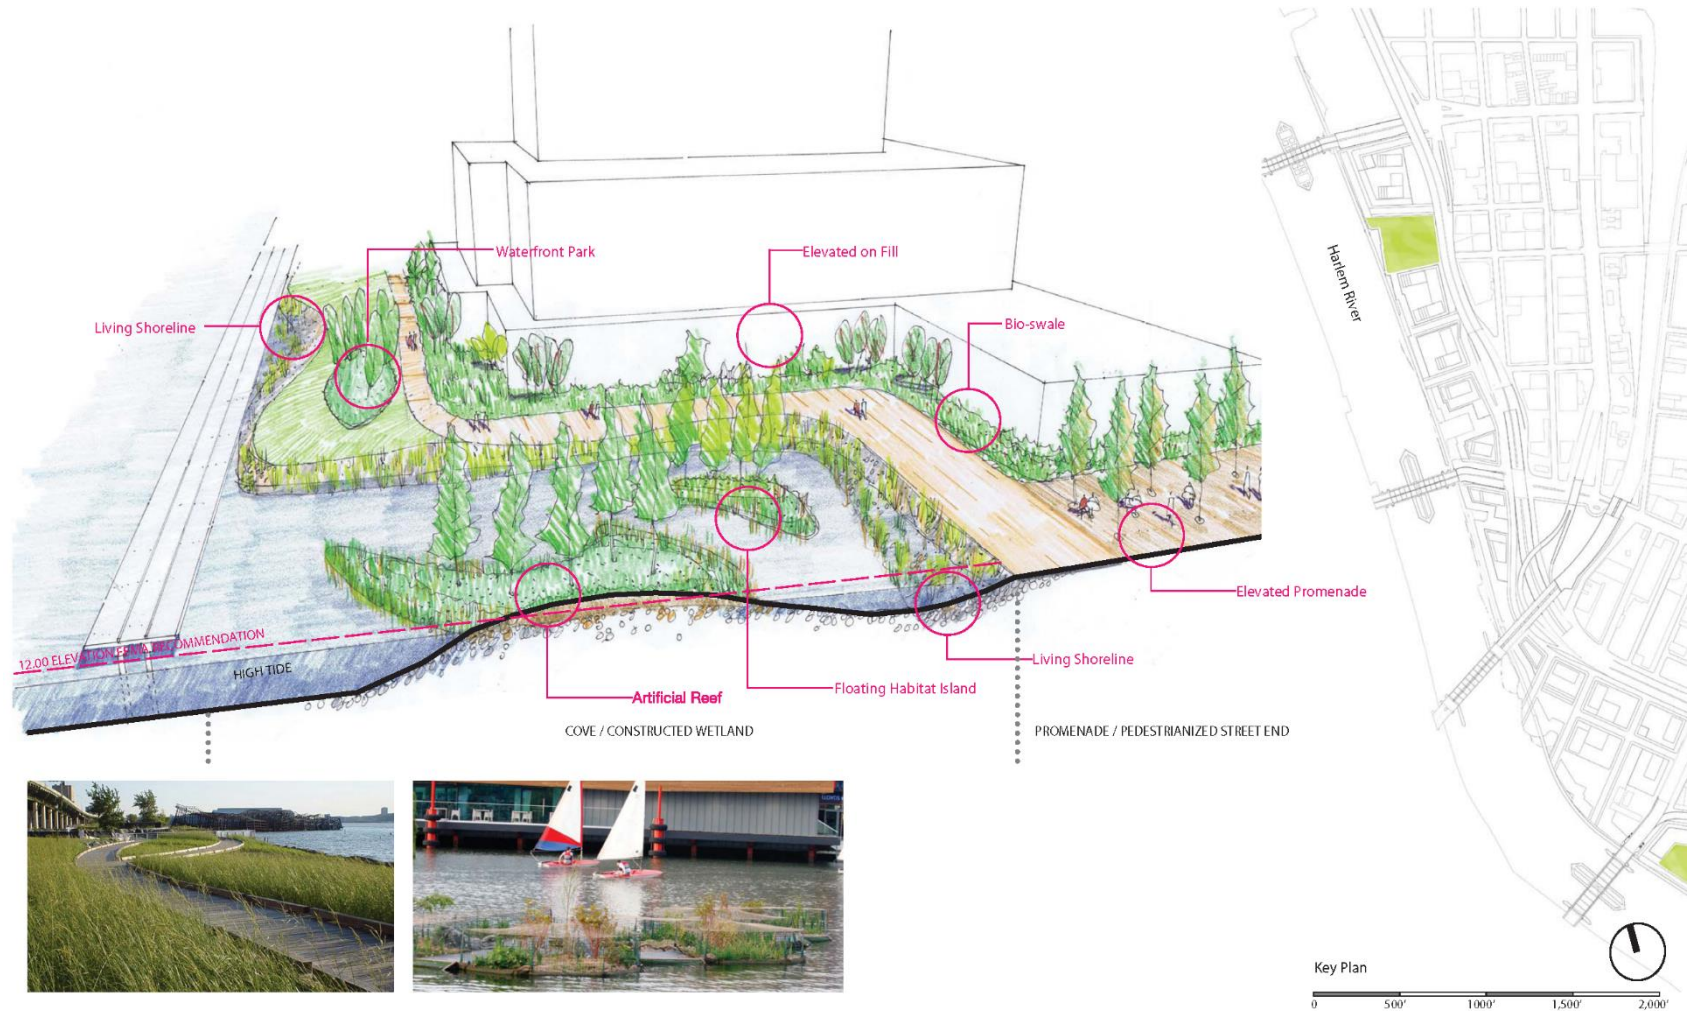 Waterfront Park
Elevated on Fill
Living Shoreline
Bio-swale
Harlem River
Elevated Promenade
12.00 ELEVATION FEMA RECOMMENDATION
HIGH TIDE
Living Shoreline
Artificial Reef
Floating Habitat Island
COVE / CONSTRUCTED WETLAND
PROMENADE / PEDESTRIANIZED STREET END
Key Plan
0 500' 1000' 1,500' 2,000'